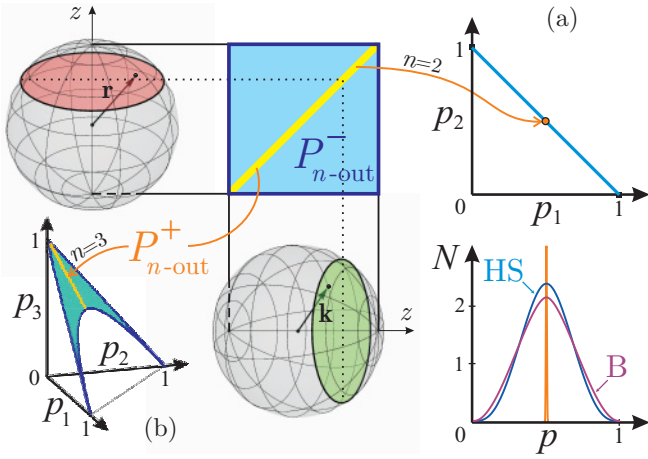 z
r
n=2
(a)
1
p₂
0
p₁
1
P⁻ₙ₋ₒᵤₜ
P⁺ₙ₋ₒᵤₜ
n=3
1
p₃
0
p₂
1
p₁
1
(b)
k
z
N
HS
2
1
B
0
p
1